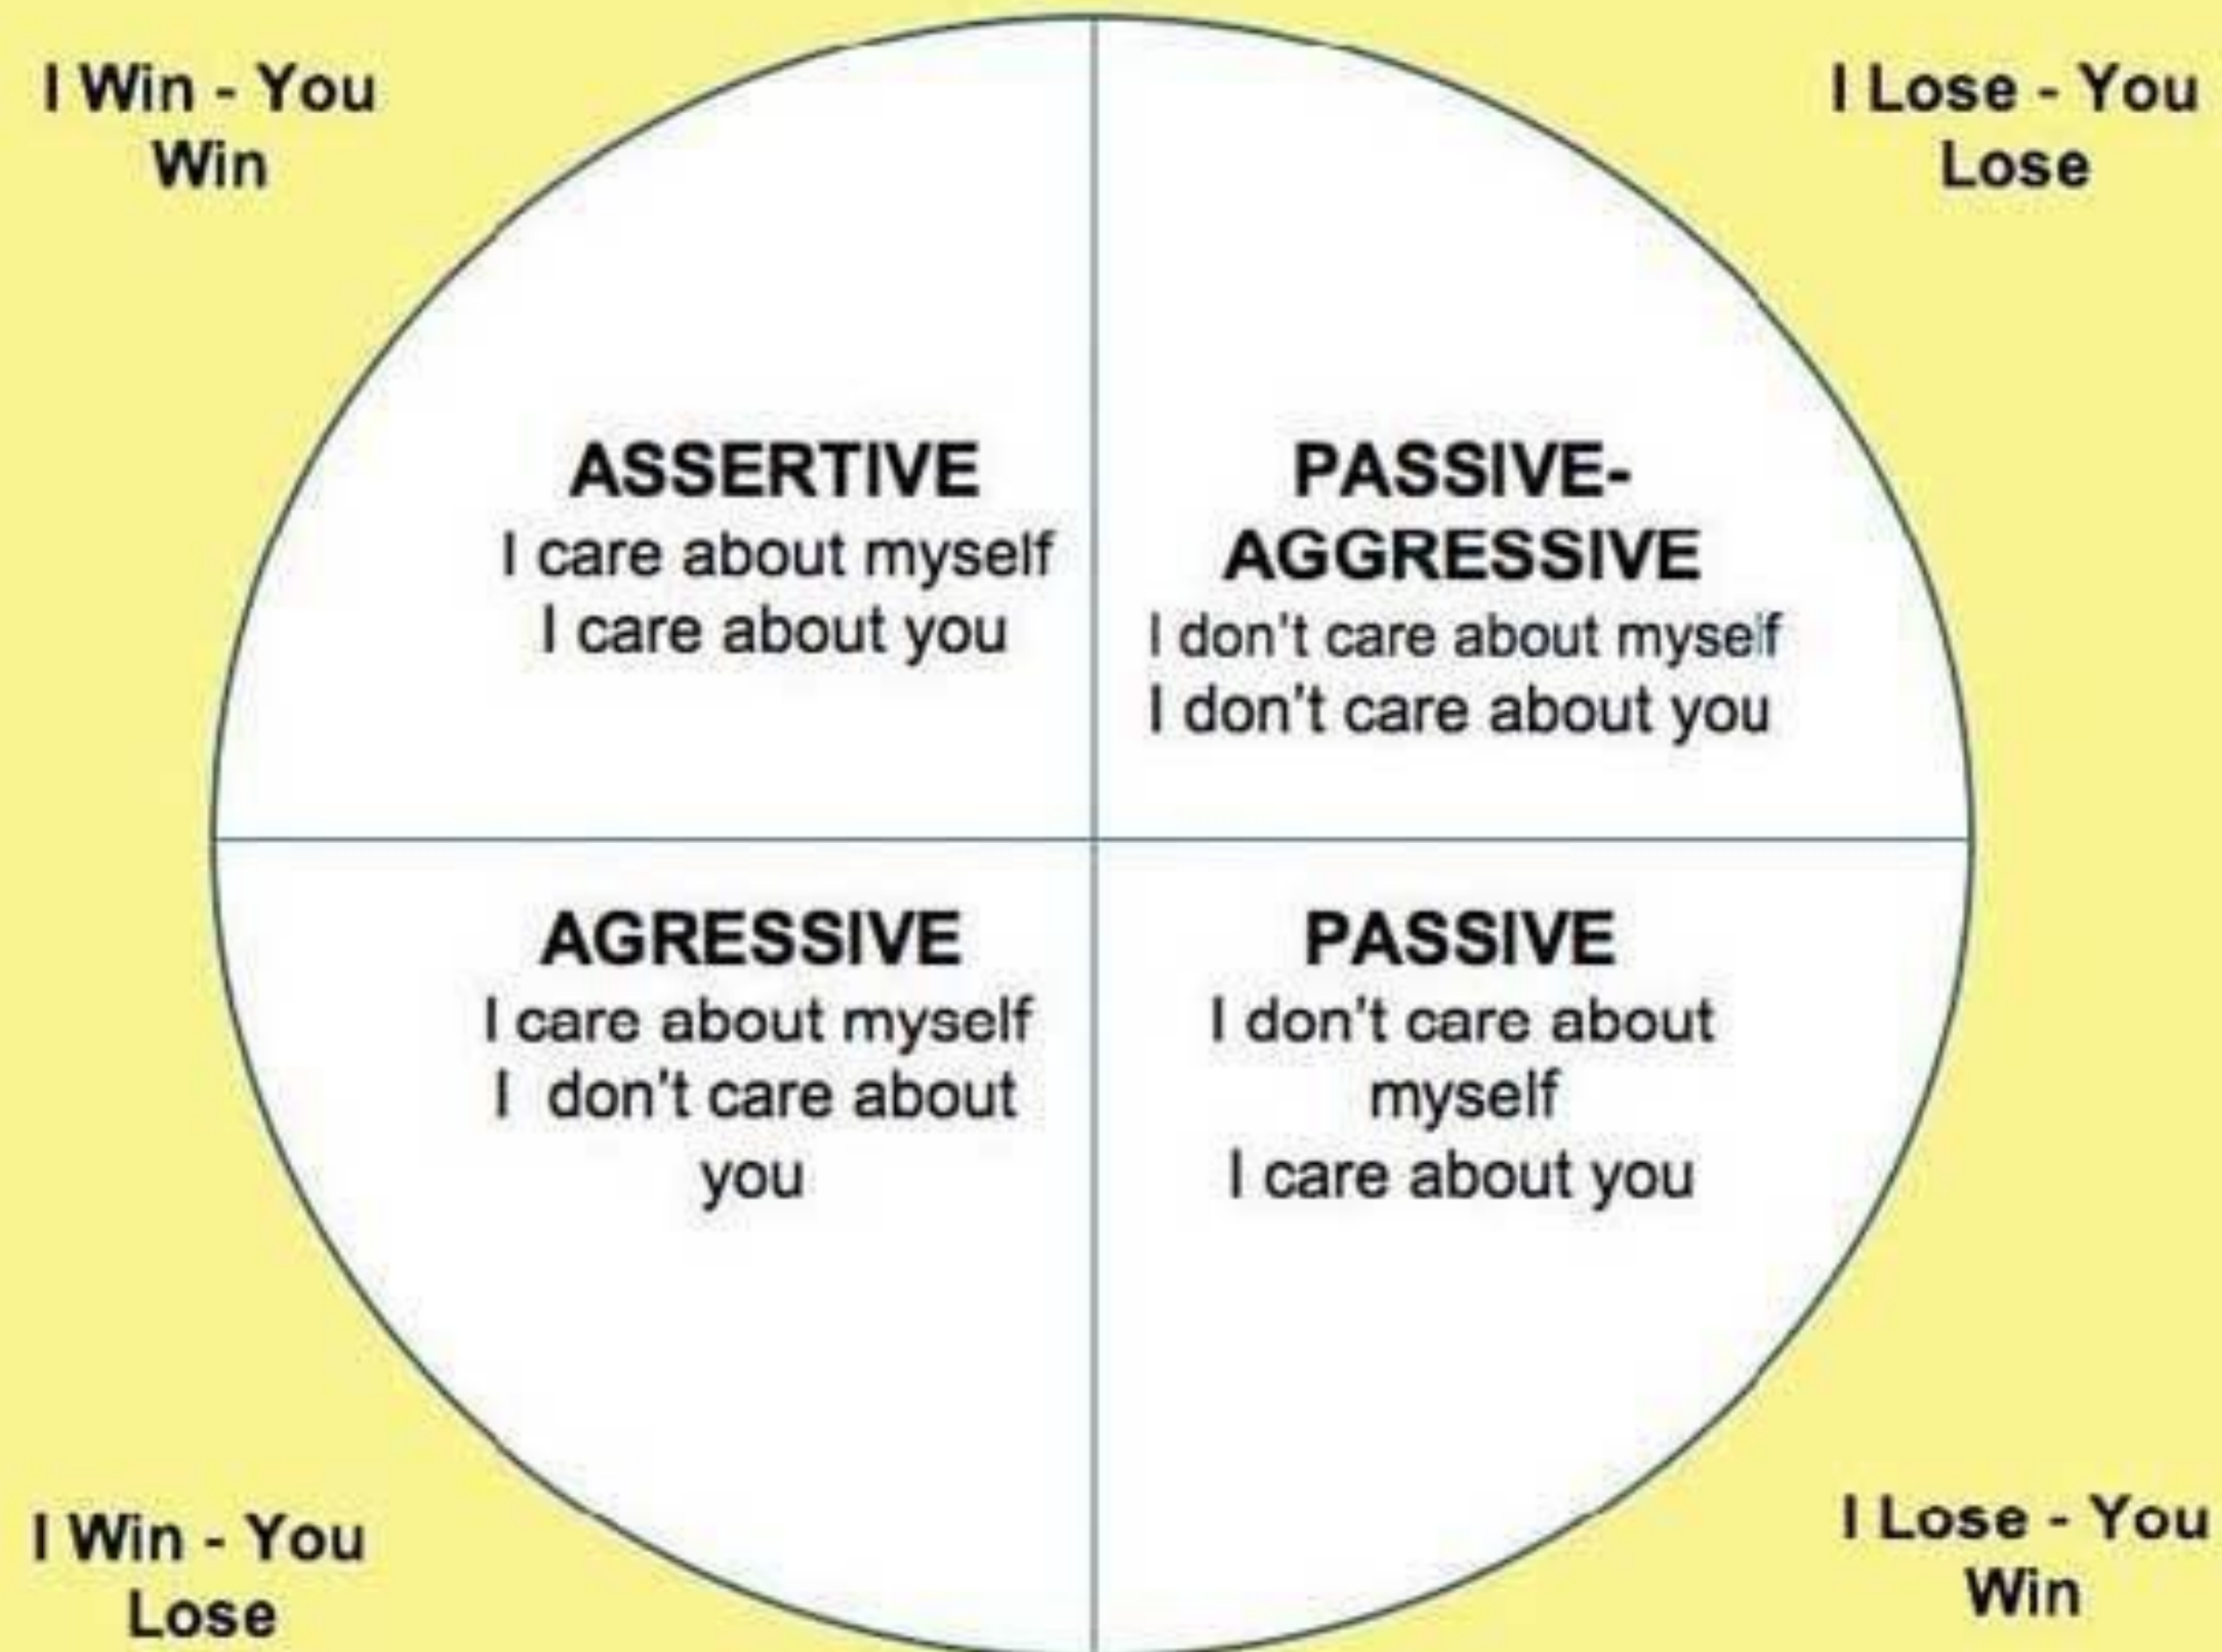 I Win - You
Win
I Lose - You
Lose
ASSERTIVE
I care about myself
I care about you
PASSIVE-
AGGRESSIVE
I don't care about myself
I don't care about you
AGRESSIVE
I care about myself
I don't care about
you
PASSIVE
I don't care about
myself
I care about you
I Win - You
Lose
I Lose - You
Win